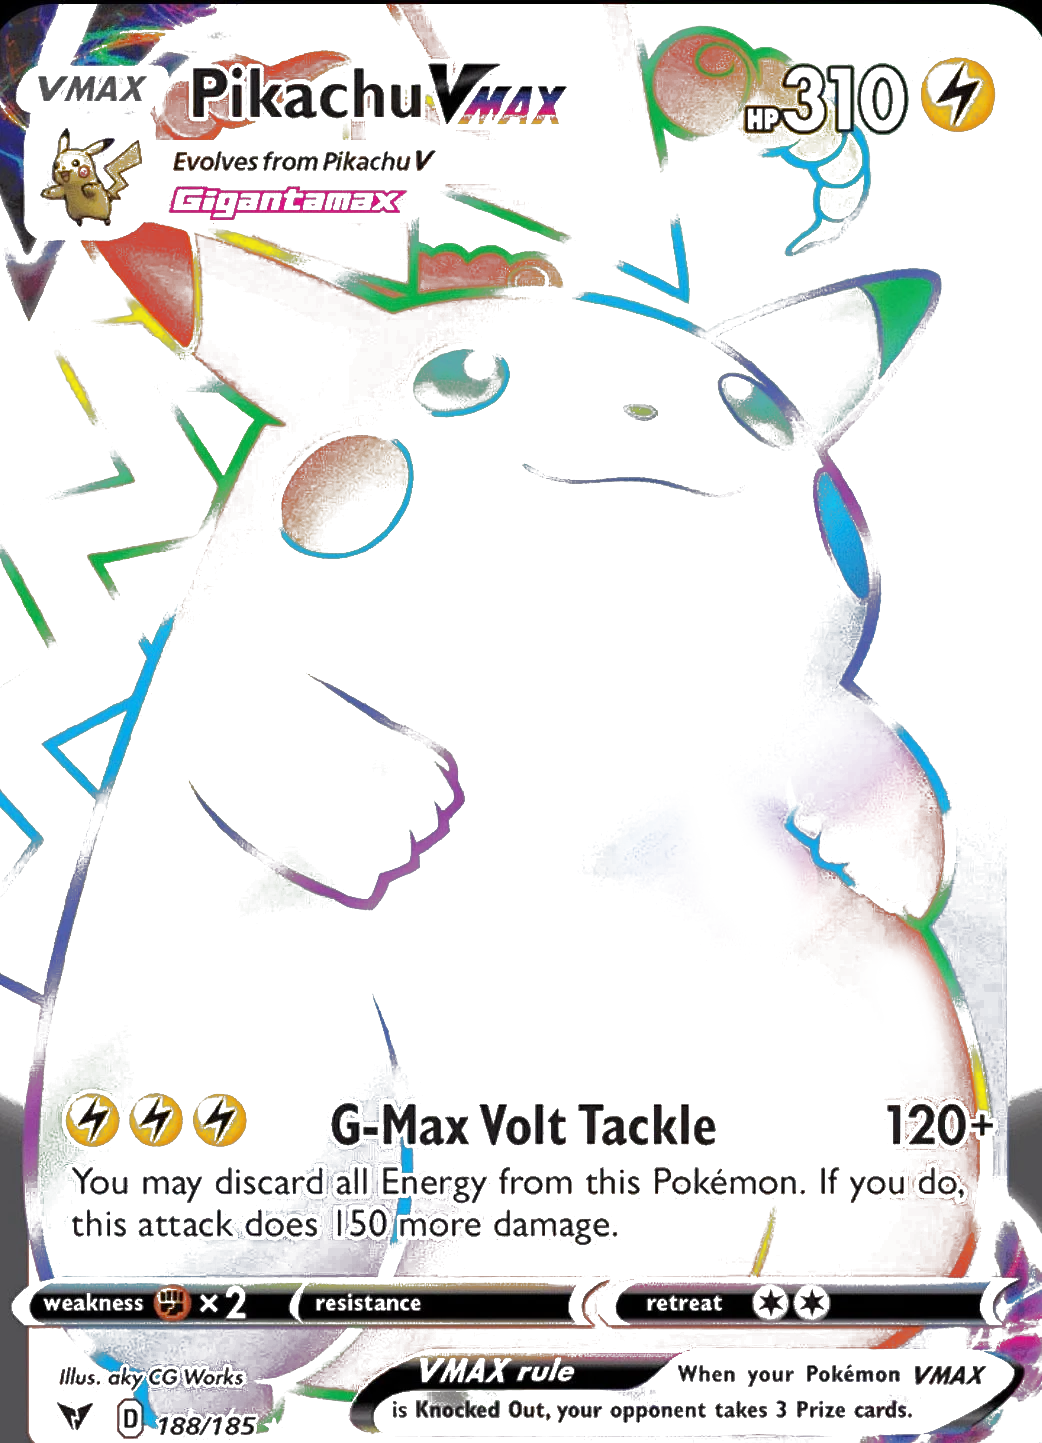 VMAX
Pikachu VMAX
HP 310
Evolves from Pikachu V
Gigantamax
G-Max Volt Tackle 120+
You may discard all Energy from this Pokémon. If you do,
this attack does 150 more damage.
weakness ×2 resistance retreat
Illus. aky CG Works
VMAX rule
When your Pokémon VMAX
is Knocked Out, your opponent takes 3 Prize cards.
D 188/185